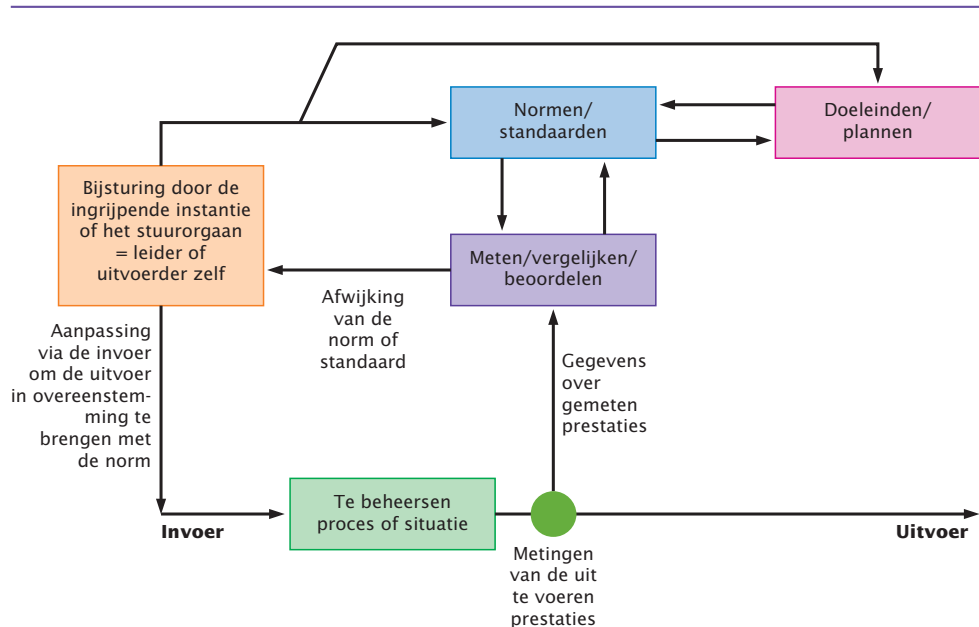 Normen/
standaarden
Doeleinden/
plannen
Bijsturing door de
ingrijpende instantie
of het stuurorgaan
= leider of
uitvoerder zelf
Meten/vergelijken/
beoordelen
Afwijking
van de
norm of
standaard
Aanpassing
via de invoer
om de uitvoer
in overeenstem-
ming te
brengen met
de norm
Gegevens
over
gemeten
prestaties
Te beheersen
proces of situatie
Invoer
Uitvoer
Metingen
van de uit
te voeren
prestaties